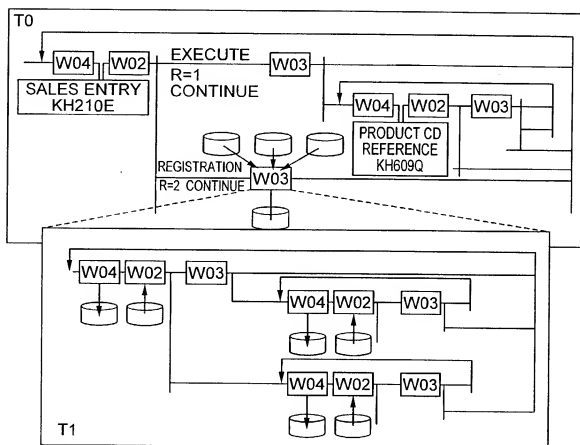 T0
W04 W02 EXECUTE W03
R=1
CONTINUE
SALES ENTRY
KH210E
W04 W02 W03
PRODUCT CD
REFERENCE
KH609Q
REGISTRATION
R=2 CONTINUE
W03
W04 W02 W03
W04 W02 W03
W04 W02 W03
T1